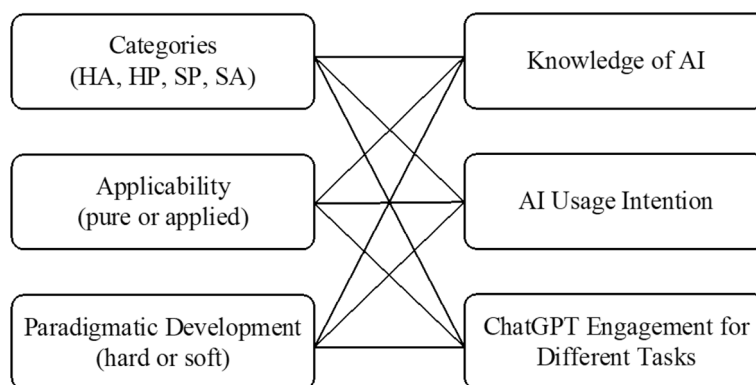 Categories
(HA, HP, SP, SA)
Knowledge of AI
Applicability
(pure or applied)
AI Usage Intention
Paradigmatic Development
(hard or soft)
ChatGPT Engagement for
Different Tasks